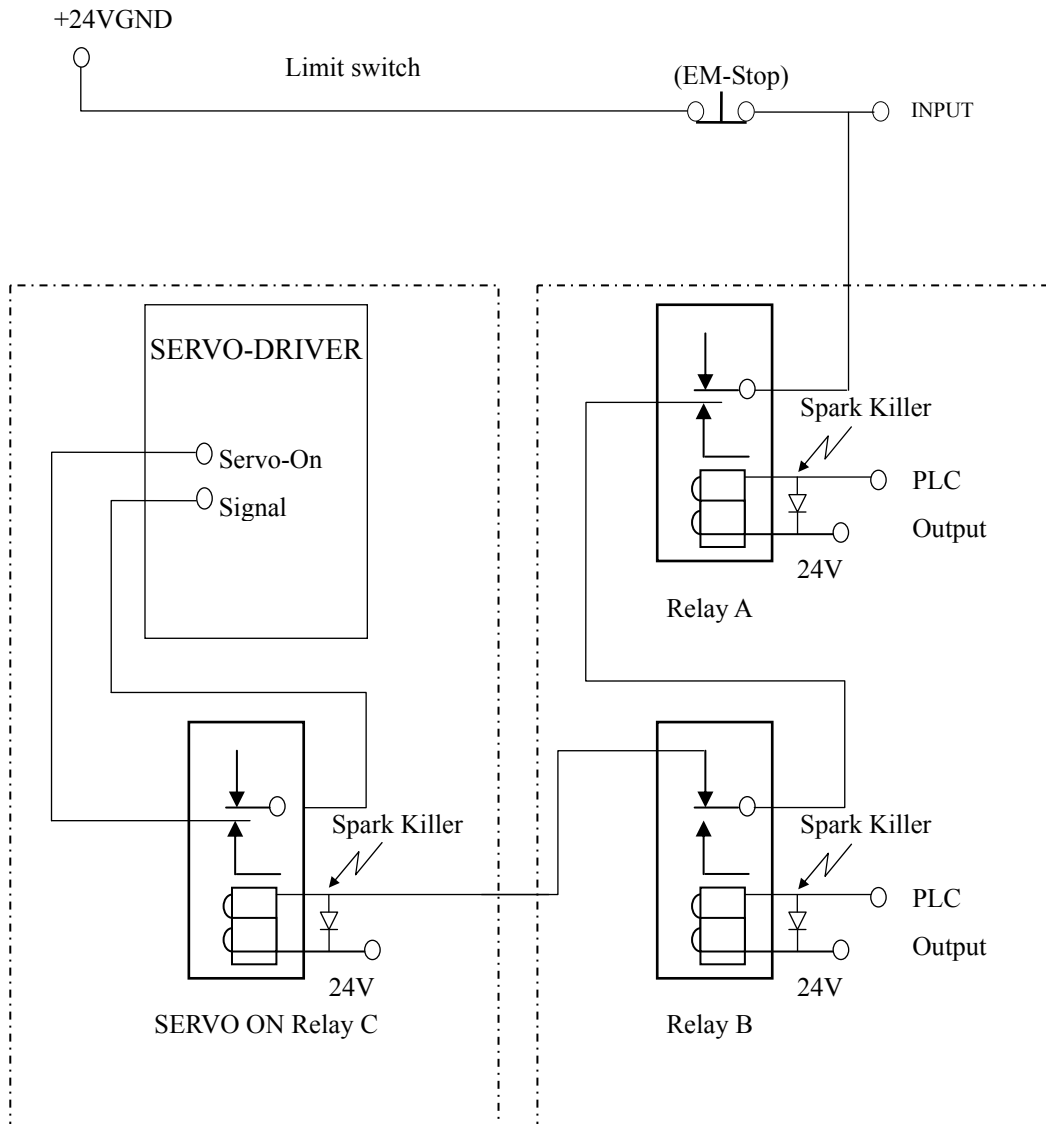 +24VGND
Limit switch
(EM-Stop)
INPUT
SERVO-DRIVER
Servo-On
Signal
Spark Killer
PLC
Output
24V
Relay A
Spark Killer
24V
SERVO ON Relay C
Spark Killer
PLC
Output
24V
Relay B